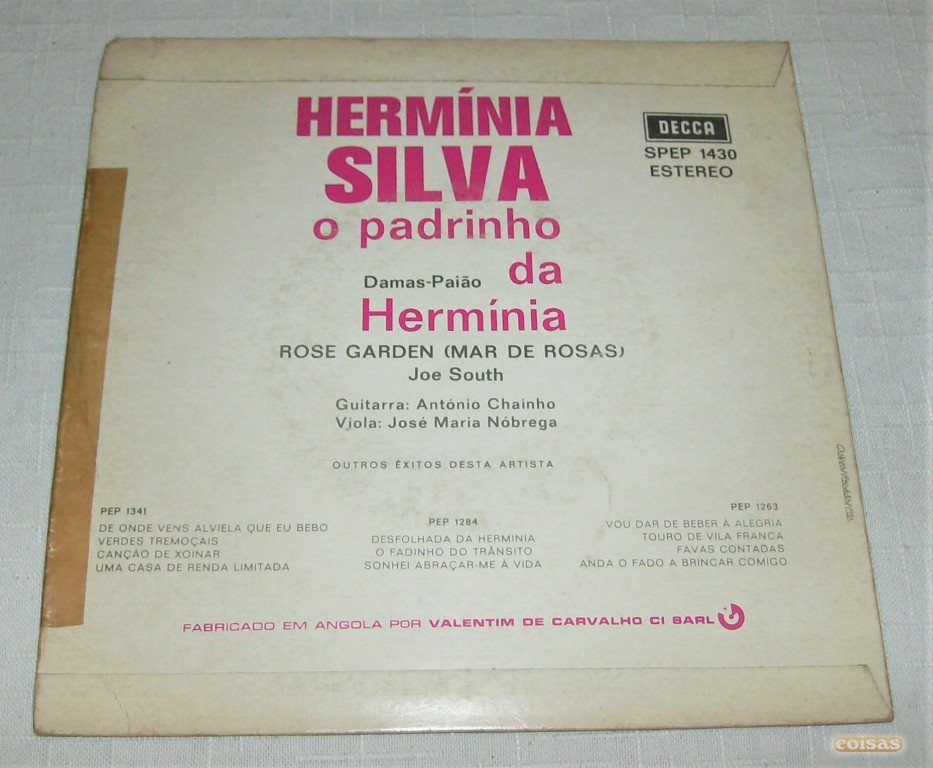 HERMÍNIA
SILVA
o padrinho
da
Damas-Paião
Hermínia
ROSE GARDEN (MAR DE ROSAS)
Joe South
Guitarra: António Chaínho
Viola: José Maria Nóbrega
DECCA
SPEP 1430
ESTEREO
OUTROS ÊXITOS DESTA ARTISTA
PEP 1341
DE ONDE VENS ALVIELA QUE EU BEBO
VERDES TREMOÇAIS
CANÇÃO DE XOINAR
UMA CASA DE RENDA LIMITADA
PEP 1284
DESFOLHADA DA HERMINIA
O FADINHO DO TRÂNSITO
SONHEI ABRAÇAR-ME À VIDA
PEP 1263
VOU DAR DE BEBER À ALEGRIA
TOURO DE VILA FRANCA
FAVAS CONTADAS
ANDA O FADO A BRINCAR COMIGO
FABRICADO EM ANGOLA POR VALENTIM DE CARVALHO CI SARL
coisas